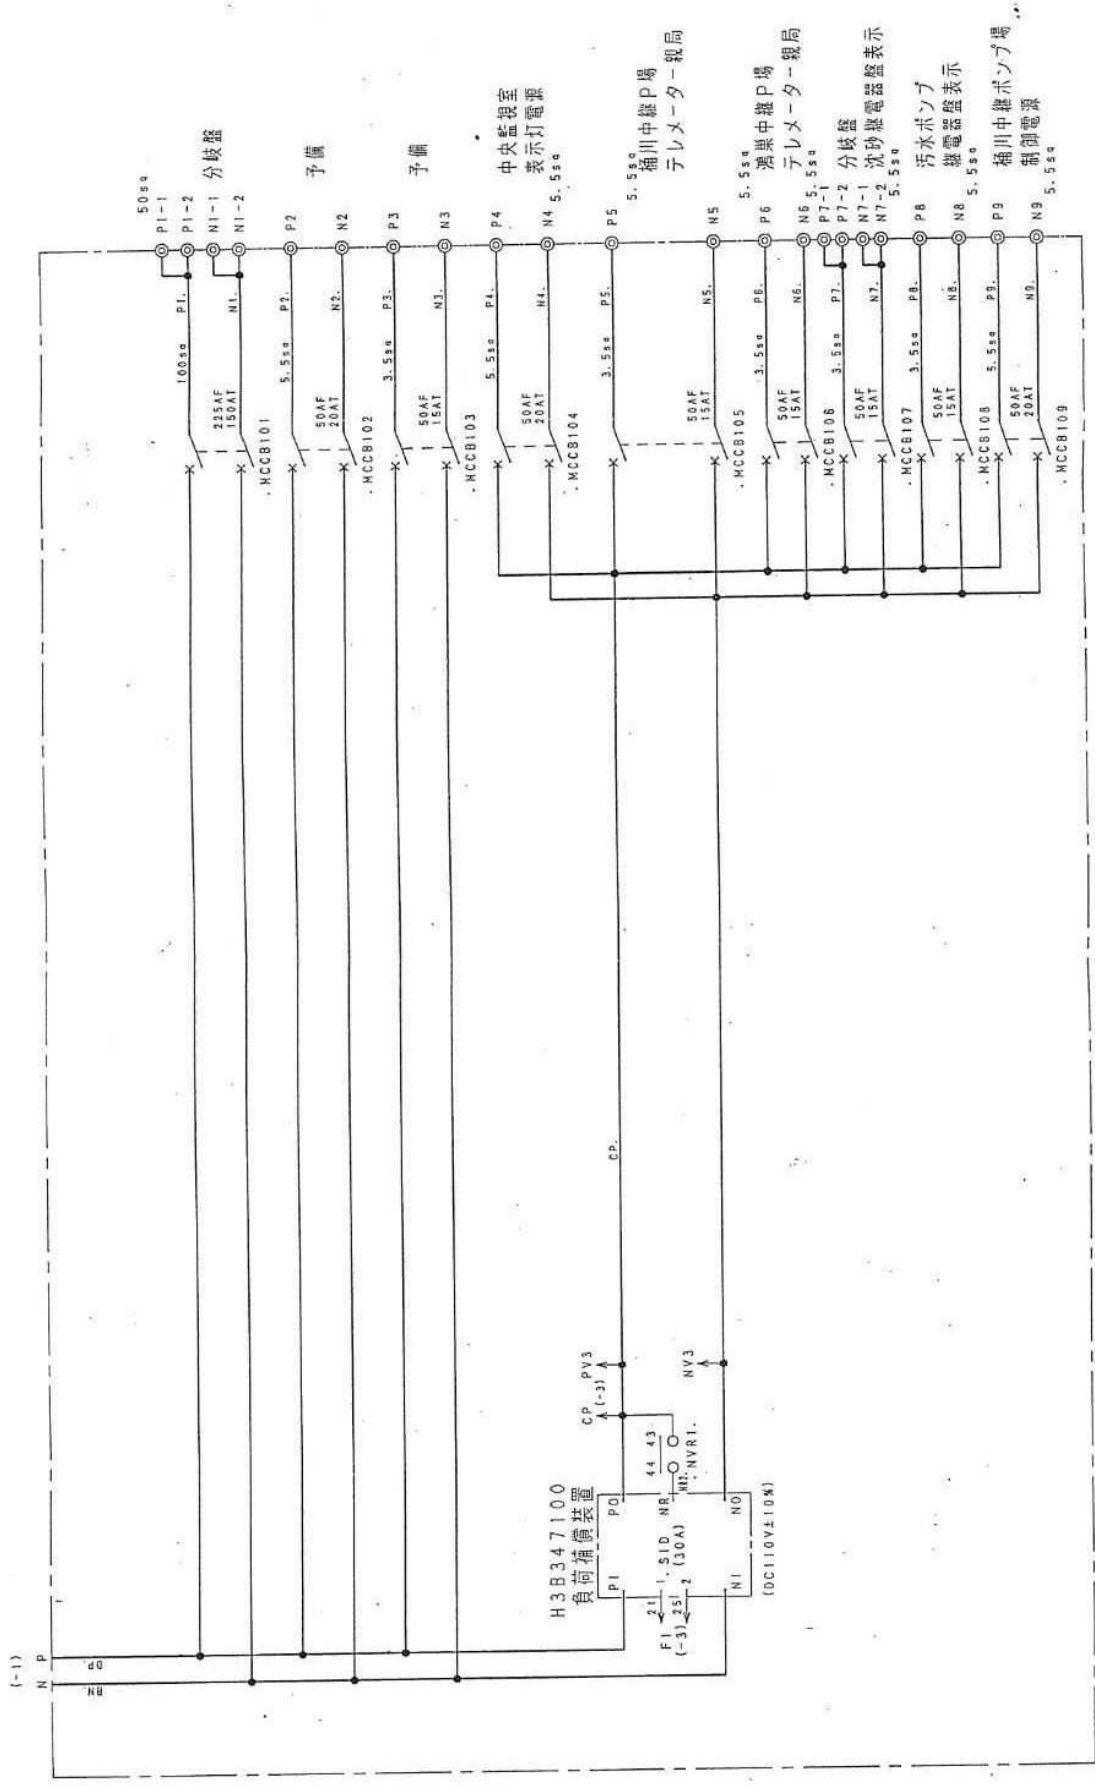 (-1)
N P
BN. DP.
50sq
P1-1
P1-2
N1-1
N1-2
分岐盤
P1.
N1.
100sq
225AF
150AT
.MCCB101
P2
N2
予備
P2.
N2.
5.5sq
50AF
20AT
.MCCB102
P3
N3
予備
P3.
N3.
3.5sq
50AF
15AT
.MCCB103
P4
N4
中央監視室
表示灯電源
5.5sq
P4.
N4.
5.5sq
50AF
20AT
.MCCB104
P5
N5
5.5sq
桶川中継P場
テレメーター親局
P5.
N5.
3.5sq
50AF
15AT
.MCCB105
5.5sq
P6
N6
鴻巣中継P場
テレメーター親局
5.5sq
P6.
N6.
3.5sq
50AF
15AT
.MCCB106
P7-1
P7-2
N7-1
N7-2
分岐盤
沈砂継電器盤表示
5.5sq
P7.
N7.
3.5sq
50AF
15AT
.MCCB107
P8
N8
汚水ポンプ
継電器盤表示
5.5sq
P8.
N8.
3.5sq
50AF
15AT
.MCCB108
P9
N9
桶川中継ポンプ場
制御電源
5.5sq
P9.
N9.
5.5sq
50AF
20AT
.MCCB109
CP.
H3B347100
負荷補償装置
PI PO
NR
NI NO
.SID
(30A)
21 1
251 2
F1
(-3)
CP PV3
(-3)
44 43
NR2.
.NVR1.
NV3
(DC110V±10%)